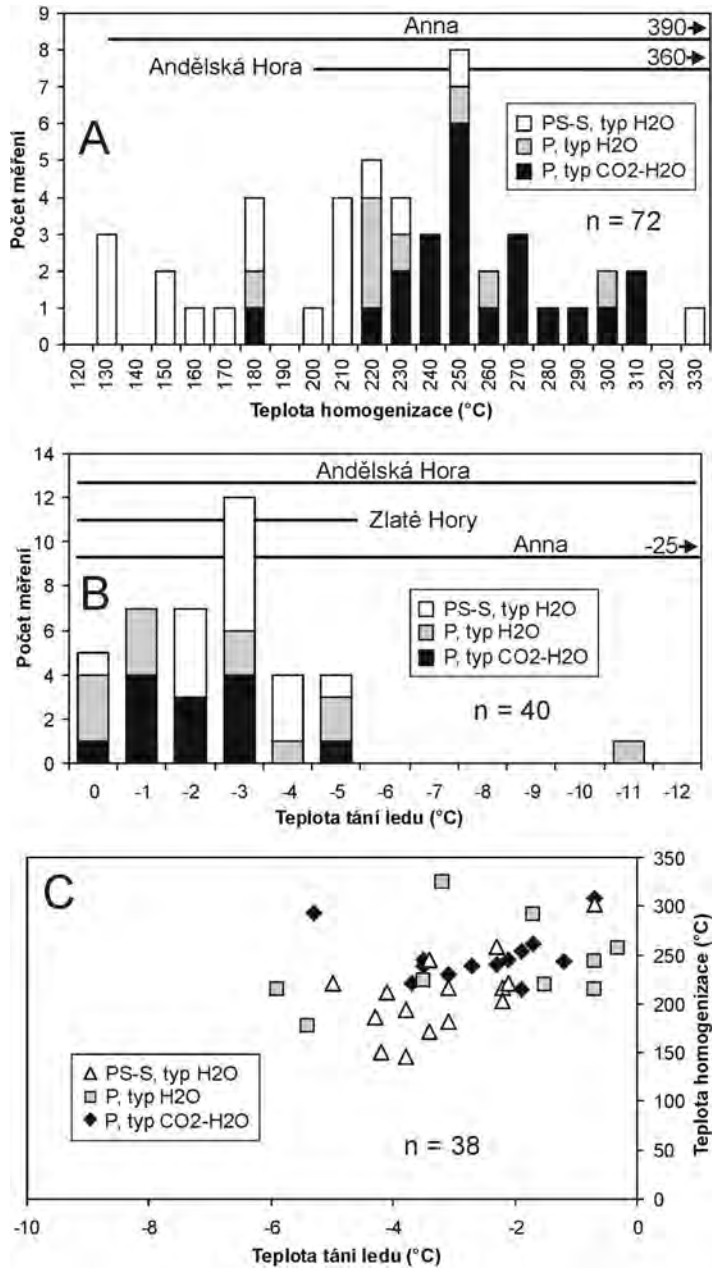 9
8
7
6
5
4
3
2
1
0
Počet měření
A
Anna
390
Andělská Hora
360
PS-S, typ H2O
P, typ H2O
P, typ CO2-H2O
n = 72
120 130 140 150 160 170 180 190 200 210 220 230 240 250 260 270 280 290 300 310 320 330
Teplota homogenizace (°C)
14
12
10
8
6
4
2
0
Počet měření
B
Andělská Hora
Zlaté Hory
Anna
-25
PS-S, typ H2O
P, typ H2O
P, typ CO2-H2O
n = 40
0 -1 -2 -3 -4 -5 -6 -7 -8 -9 -10 -11 -12
Teplota tání ledu (°C)
C
350
300
250
200
150
100
50
0
Teplota homogenizace (°C)
PS-S, typ H2O
P, typ H2O
P, typ CO2-H2O
n = 38
-10 -8 -6 -4 -2 0
Teplota tání ledu (°C)